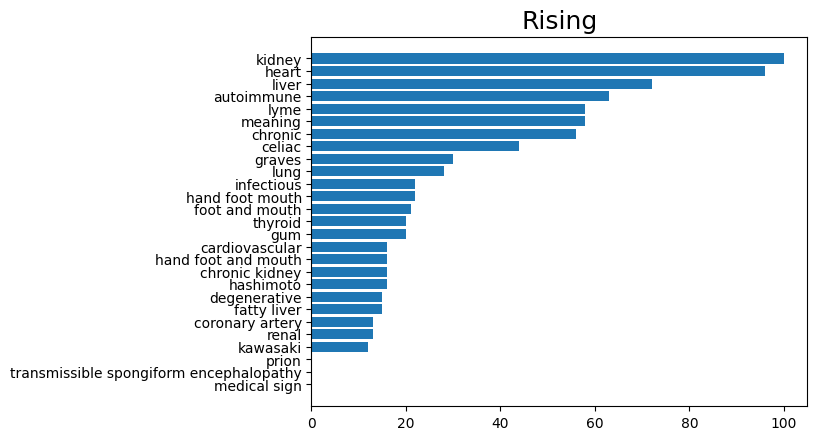 Rising
kidney
heart
liver
autoimmune
lyme
meaning
chronic
celiac
graves
lung
infectious
hand foot mouth
foot and mouth
thyroid
gum
cardiovascular
hand foot and mouth
chronic kidney
hashimoto
degenerative
fatty liver
coronary artery
renal
kawasaki
prion
transmissible spongiform encephalopathy
medical sign
0 20 40 60 80 100